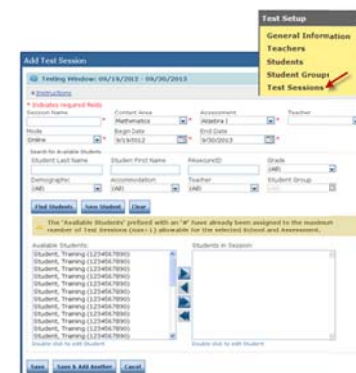 Test Setup
General Information
Teachers
Students
Student Groups
Test Sessions
Add Test Session
Testing Window: 09/19/2012 - 09/30/2013
Instructions
* Indicates required fields
Session Name Content Area Assessment Teacher
Mathematics * Algebra I *
Mode Begin Date End Date
Online * 9/19/2012 * 9/30/2013 *
Search for Available Students
Student Last Name Student First Name Grade
(All)
Demographic Accommodation Teacher Student Group
(All) (All) (All)
Find Students New Student Clear
The "Available Students" prefixed with an "#" have already been assigned to the maximum
number of Test Sessions allowable for the selected School and Assessment.
Available Students: Students in Session:
Student, Training (1234567890)
Student, Training (1234567890)
Student, Training (1234567890)
Student, Training (1234567890)
Student, Training (1234567890)
Student, Training (1234567890)
Student, Training (1234567890)
Student, Training (1234567890)
Student, Training (1234567890)
Student, Training (1234567890)
Student, Training (1234567890)
Double click to edit Student Double click to edit Student
Save Save & Add Another Cancel